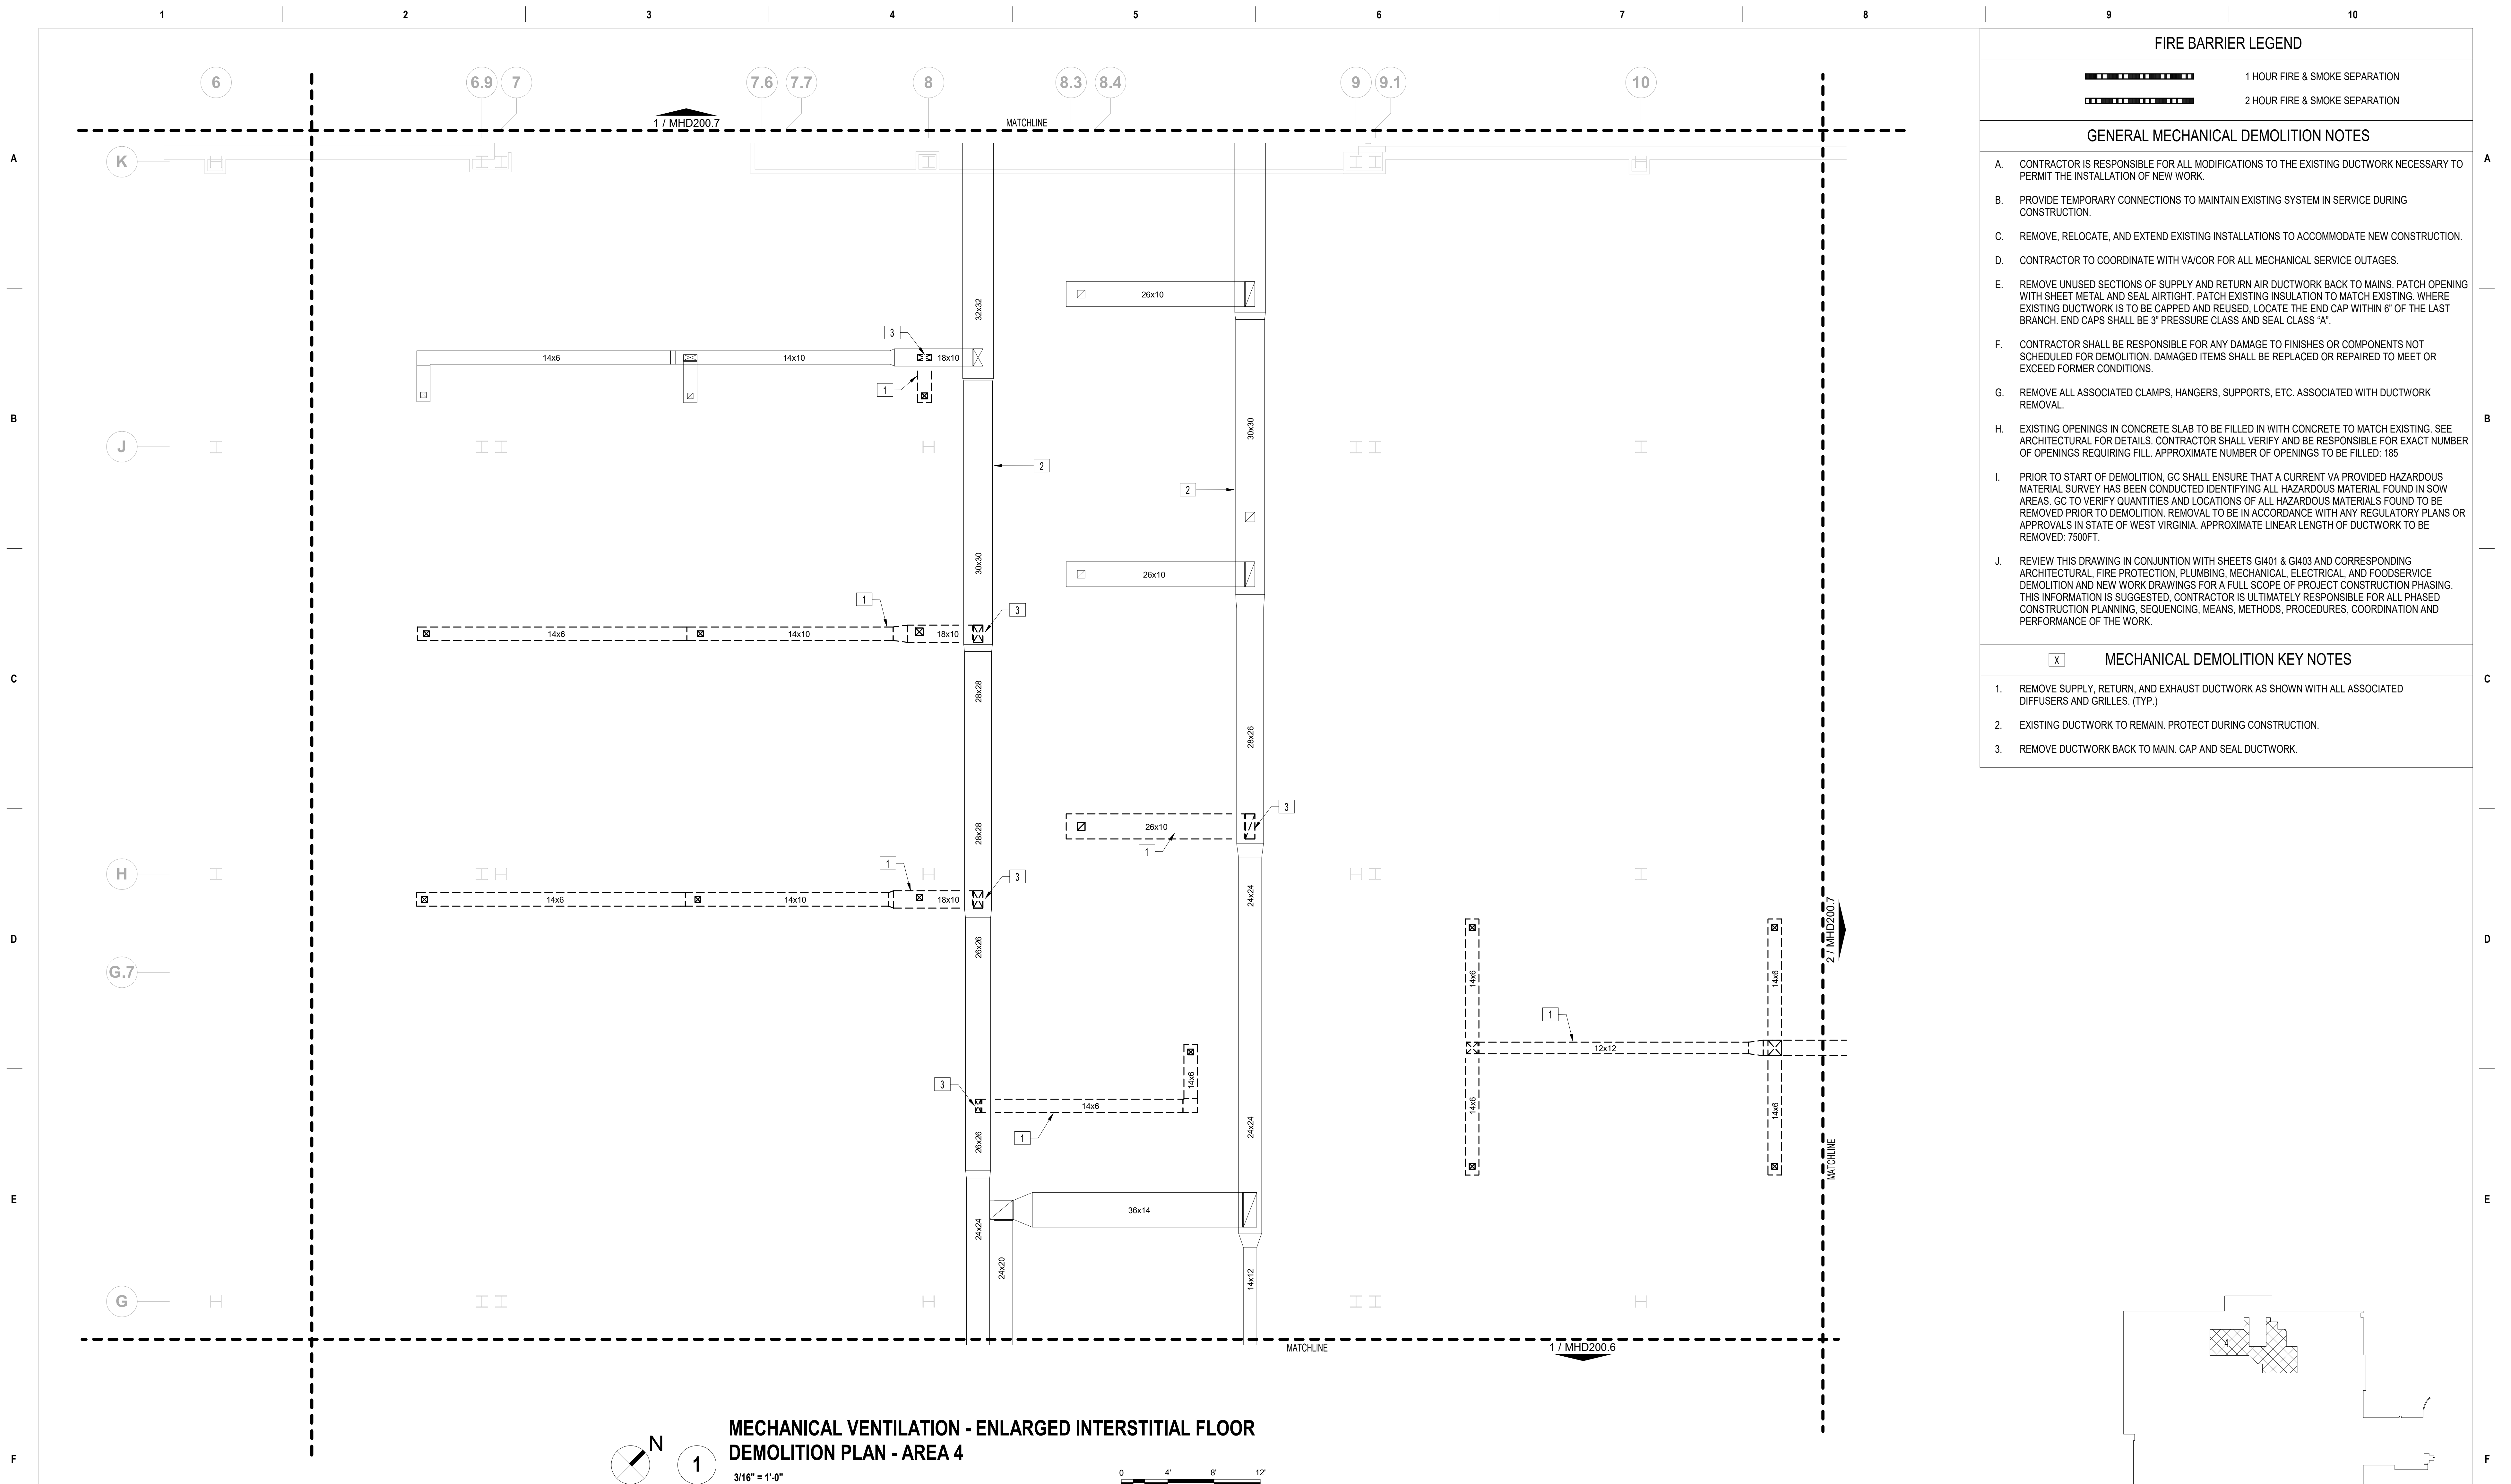 1 2 3 4 5 6 7 8 9 10
6 6.9 7 7.6 7.7 8 8.3 8.4 9 9.1 10
1 / MHD200.7
MATCHLINE
A
K
A
32x32
26x10
3
14x6
14x10
18x10
1
B
J
30x30
B
2
2
30x30
26x10
1
3
14x6
14x10
18x10
C
28x28
C
28x26
3
28x28
26x10
1
H
1
3
24x24
14x6
14x10
18x10
D
26x26
D
2 / MHD200.7
G.7
14x6
14x6
1
12x12
3
14x6
14x6
14x6
14x6
24x24
1
26x26
MATCHLINE
E
36x14
E
24x24
24x20
14x12
G
MATCHLINE
1 / MHD200.6
F
N
1
MECHANICAL VENTILATION - ENLARGED INTERSTITIAL FLOOR
DEMOLITION PLAN - AREA 4
3/16" = 1'-0"
0 4' 8' 12'
4
F
FIRE BARRIER LEGEND
1 HOUR FIRE & SMOKE SEPARATION
2 HOUR FIRE & SMOKE SEPARATION
GENERAL MECHANICAL DEMOLITION NOTES
A. CONTRACTOR IS RESPONSIBLE FOR ALL MODIFICATIONS TO THE EXISTING DUCTWORK NECESSARY TO
PERMIT THE INSTALLATION OF NEW WORK.
B. PROVIDE TEMPORARY CONNECTIONS TO MAINTAIN EXISTING SYSTEM IN SERVICE DURING
CONSTRUCTION.
C. REMOVE, RELOCATE, AND EXTEND EXISTING INSTALLATIONS TO ACCOMMODATE NEW CONSTRUCTION.
D. CONTRACTOR TO COORDINATE WITH VA/COR FOR ALL MECHANICAL SERVICE OUTAGES.
E. REMOVE UNUSED SECTIONS OF SUPPLY AND RETURN AIR DUCTWORK BACK TO MAINS. PATCH OPENING
WITH SHEET METAL AND SEAL AIRTIGHT. PATCH EXISTING INSULATION TO MATCH EXISTING. WHERE
EXISTING DUCTWORK IS TO BE CAPPED AND REUSED, LOCATE THE END CAP WITHIN 6” OF THE LAST
BRANCH. END CAPS SHALL BE 3” PRESSURE CLASS AND SEAL CLASS “A”.
F. CONTRACTOR SHALL BE RESPONSIBLE FOR ANY DAMAGE TO FINISHES OR COMPONENTS NOT
SCHEDULED FOR DEMOLITION. DAMAGED ITEMS SHALL BE REPLACED OR REPAIRED TO MEET OR
EXCEED FORMER CONDITIONS.
G. REMOVE ALL ASSOCIATED CLAMPS, HANGERS, SUPPORTS, ETC. ASSOCIATED WITH DUCTWORK
REMOVAL.
H. EXISTING OPENINGS IN CONCRETE SLAB TO BE FILLED IN WITH CONCRETE TO MATCH EXISTING. SEE
ARCHITECTURAL FOR DETAILS. CONTRACTOR SHALL VERIFY AND BE RESPONSIBLE FOR EXACT NUMBER
OF OPENINGS REQUIRING FILL. APPROXIMATE NUMBER OF OPENINGS TO BE FILLED: 185
I. PRIOR TO START OF DEMOLITION, GC SHALL ENSURE THAT A CURRENT VA PROVIDED HAZARDOUS
MATERIAL SURVEY HAS BEEN CONDUCTED IDENTIFYING ALL HAZARDOUS MATERIAL FOUND IN SOW
AREAS. GC TO VERIFY QUANTITIES AND LOCATIONS OF ALL HAZARDOUS MATERIALS FOUND TO BE
REMOVED PRIOR TO DEMOLITION. REMOVAL TO BE IN ACCORDANCE WITH ANY REGULATORY PLANS OR
APPROVALS IN STATE OF WEST VIRGINIA. APPROXIMATE LINEAR LENGTH OF DUCTWORK TO BE
REMOVED: 7500FT.
J. REVIEW THIS DRAWING IN CONJUNTION WITH SHEETS GI401 & GI403 AND CORRESPONDING
ARCHITECTURAL, FIRE PROTECTION, PLUMBING, MECHANICAL, ELECTRICAL, AND FOODSERVICE
DEMOLITION AND NEW WORK DRAWINGS FOR A FULL SCOPE OF PROJECT CONSTRUCTION PHASING.
THIS INFORMATION IS SUGGESTED, CONTRACTOR IS ULTIMATELY RESPONSIBLE FOR ALL PHASED
CONSTRUCTION PLANNING, SEQUENCING, MEANS, METHODS, PROCEDURES, COORDINATION AND
PERFORMANCE OF THE WORK.
X MECHANICAL DEMOLITION KEY NOTES
1. REMOVE SUPPLY, RETURN, AND EXHAUST DUCTWORK AS SHOWN WITH ALL ASSOCIATED
DIFFUSERS AND GRILLES. (TYP.)
2. EXISTING DUCTWORK TO REMAIN. PROTECT DURING CONSTRUCTION.
3. REMOVE DUCTWORK BACK TO MAIN. CAP AND SEAL DUCTWORK.